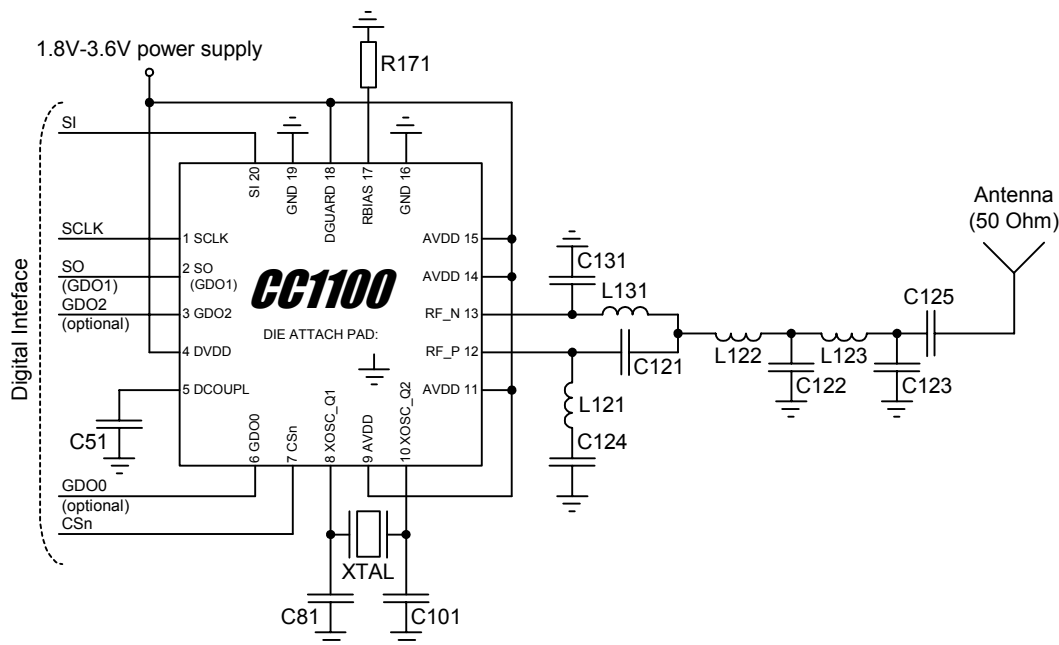 1.8V-3.6V power supply
R171
SI
SI 20
GND 19
DGUARD 18
RBIAS 17
GND 16
Antenna
(50 Ohm)
Digital Inteface
SCLK
1 SCLK
AVDD 15
SO
(GDO1)
2 SO
(GDO1)
CC1100
AVDD 14
C131
L131
C125
GDO2
(optional)
3 GDO2
RF_N 13
DIE ATTACH PAD:
4 DVDD
RF_P 12
C121
L122
L123
C122
C123
5 DCOUPL
AVDD 11
L121
C51
C124
6 GDO0
7 CSn
8 XOSC_Q1
9 AVDD
10 XOSC_Q2
GDO0
(optional)
CSn
XTAL
C81
C101